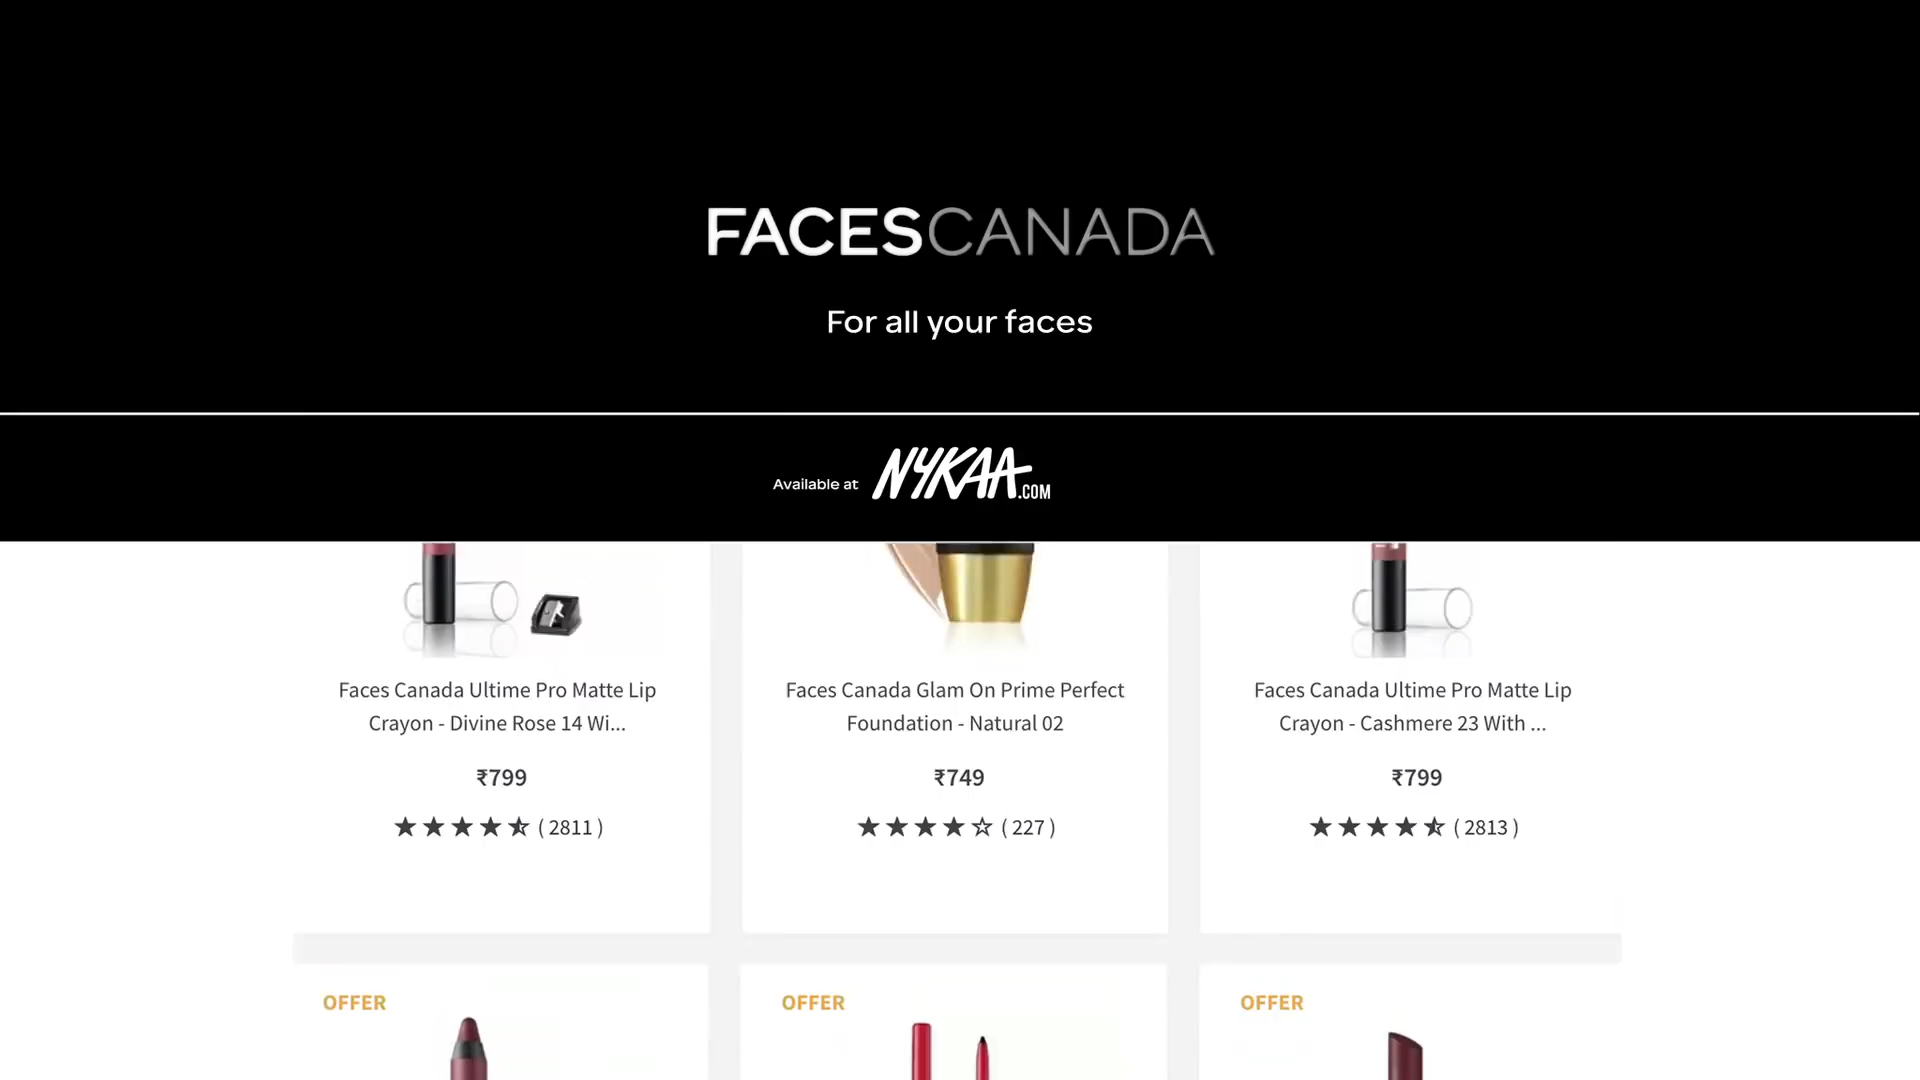 FACESCANADA
For all your faces
Available at NYKAA.COM
Faces Canada Ultime Pro Matte Lip
Crayon - Divine Rose 14 Wi...
₹799
( 2811 )
Faces Canada Glam On Prime Perfect
Foundation - Natural 02
₹749
( 227 )
Faces Canada Ultime Pro Matte Lip
Crayon - Cashmere 23 With ...
₹799
( 2813 )
OFFER
OFFER
OFFER